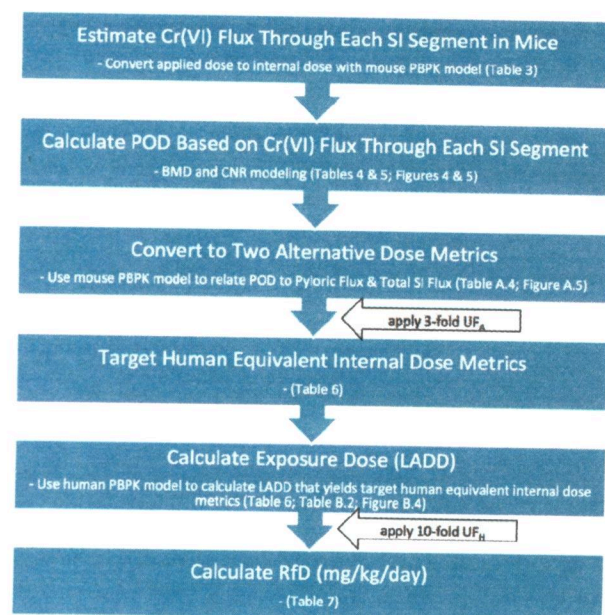 Estimate Cr(VI) Flux Through Each SI Segment in Mice
- Convert applied dose to internal dose with mouse PBPK model (Table 3)
Calculate POD Based on Cr(VI) Flux Through Each SI Segment
- BMD and CNR modeling (Tables 4 & 5; Figures 4 & 5)
Convert to Two Alternative Dose Metrics
- Use mouse PBPK model to relate POD to Pyloric Flux & Total SI Flux (Table A.4; Figure A.5)
apply 3-fold UFA
Target Human Equivalent Internal Dose Metrics
- (Table 6)
Calculate Exposure Dose (LADD)
- Use human PBPK model to calculate LADD that yields target human equivalent internal dose
metrics (Table 6; Table B.2; Figure B.4)
apply 10-fold UFH
Calculate RfD (mg/kg/day)
- (Table 7)